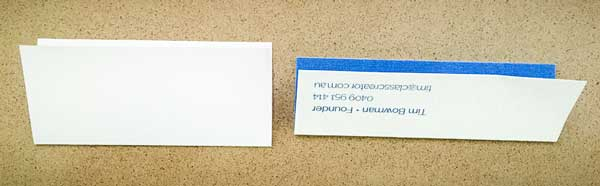 Tim Bowman • Founder
0409 951 414
tim@classcreator.com.au